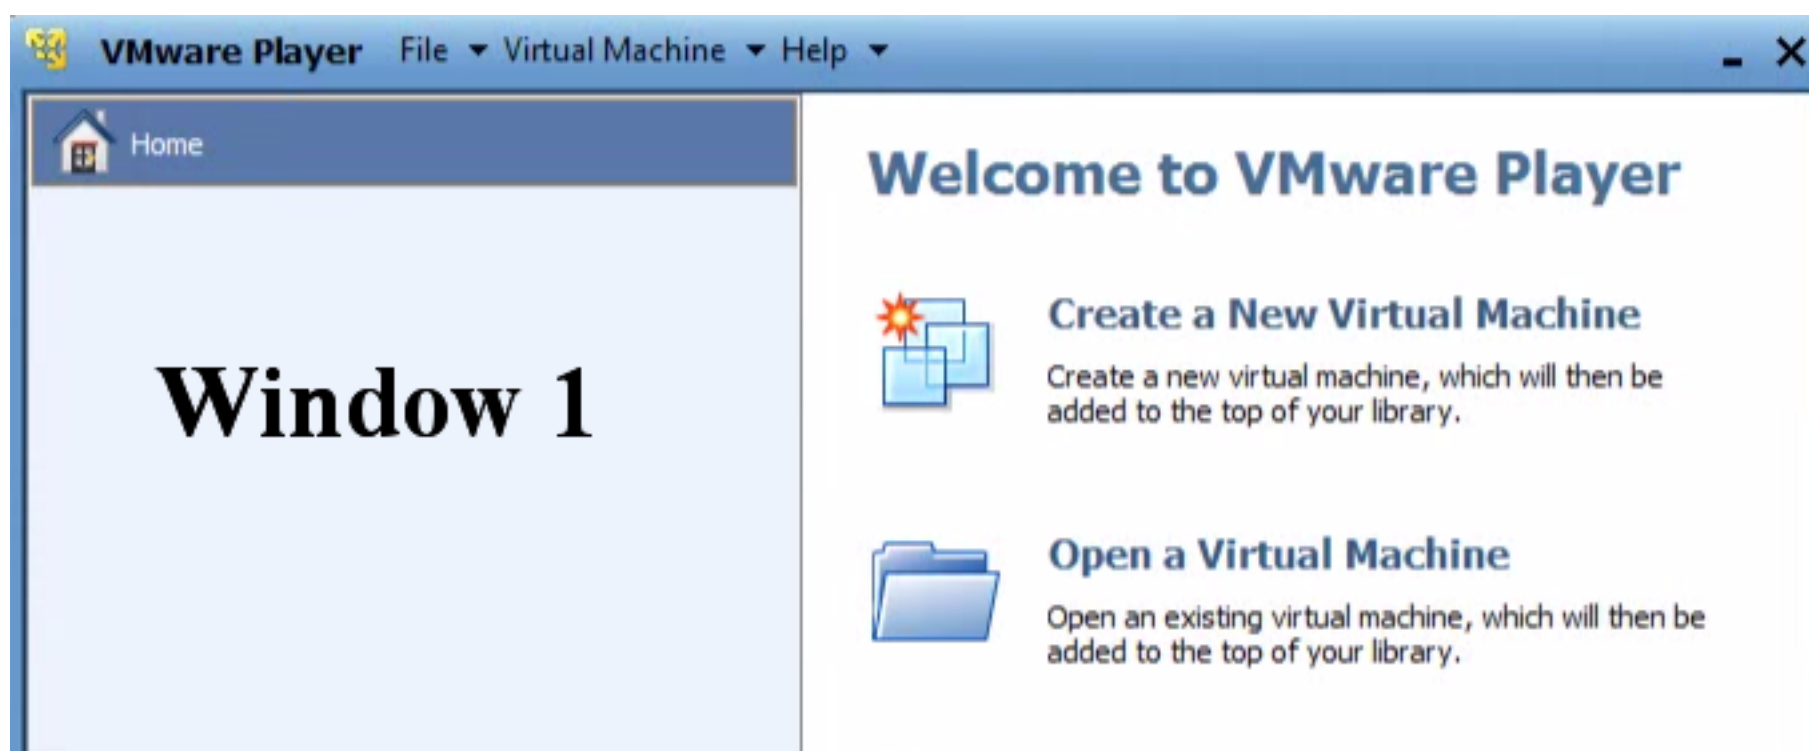 VMware Player File Virtual Machine Help
Home
Window 1
Welcome to VMware Player
Create a New Virtual Machine
Create a new virtual machine, which will then be
added to the top of your library.
Open a Virtual Machine
Open an existing virtual machine, which will then be
added to the top of your library.